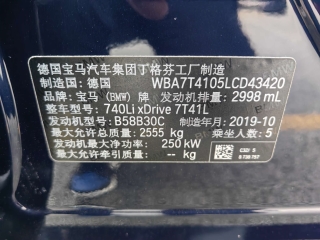 德国宝马汽车集团丁格芬工厂制造
制造国：德国 WBA7T4105LCD43420
品牌：宝马（BMW）牌 发动机排量：2998 mL
整车型号：740Li xDrive 7T41L
发动机型号：B58B30C 制造年月：2019-10
最大允许总质量：2555 kg 乘坐人数：5
发动机最大净功率：250 kW
最大允许牵引质量：-- kg